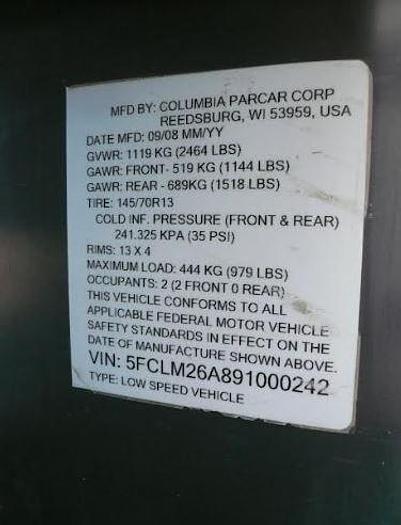 MFD BY: COLUMBIA PARCAR CORP
REEDSBURG, WI 53959, USA
DATE MFD: 09/08 MM/YY
GVWR: 1119 KG (2464 LBS)
GAWR: FRONT- 519 KG (1144 LBS)
GAWR: REAR - 689KG (1518 LBS)
TIRE: 145/70R13
COLD INF. PRESSURE (FRONT & REAR)
241.325 KPA (35 PSI)
RIMS: 13 X 4
MAXIMUM LOAD: 444 KG (979 LBS)
OCCUPANTS: 2 (2 FRONT 0 REAR)
THIS VEHICLE CONFORMS TO ALL
APPLICABLE FEDERAL MOTOR VEHICLE
SAFETY STANDARDS IN EFFECT ON THE
DATE OF MANUFACTURE SHOWN ABOVE.
VIN: 5FCLM26A891000242
TYPE: LOW SPEED VEHICLE